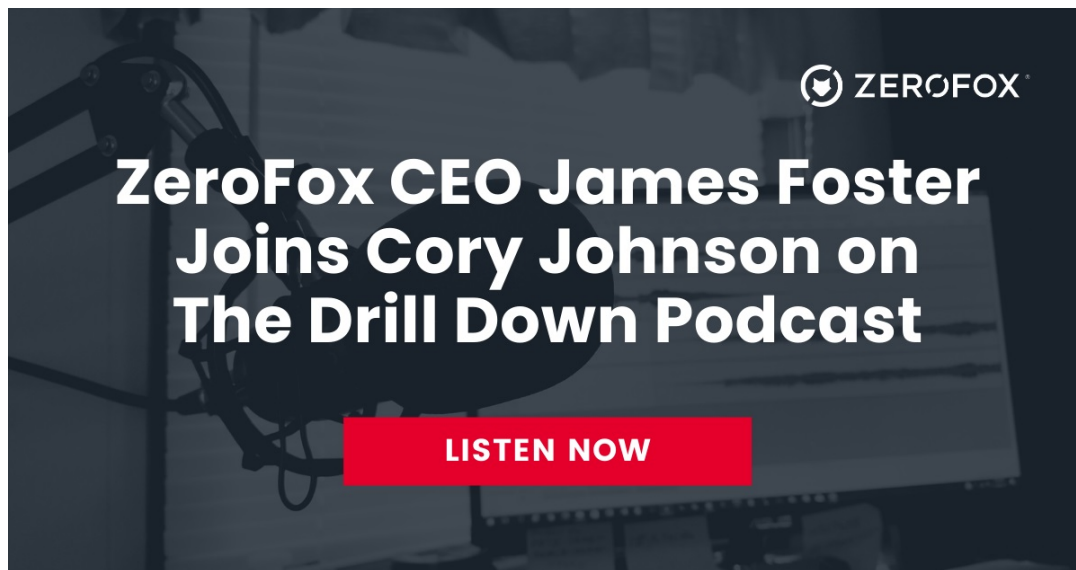 ZEROFOX®
ZeroFox CEO James Foster
Joins Cory Johnson on
The Drill Down Podcast
LISTEN NOW